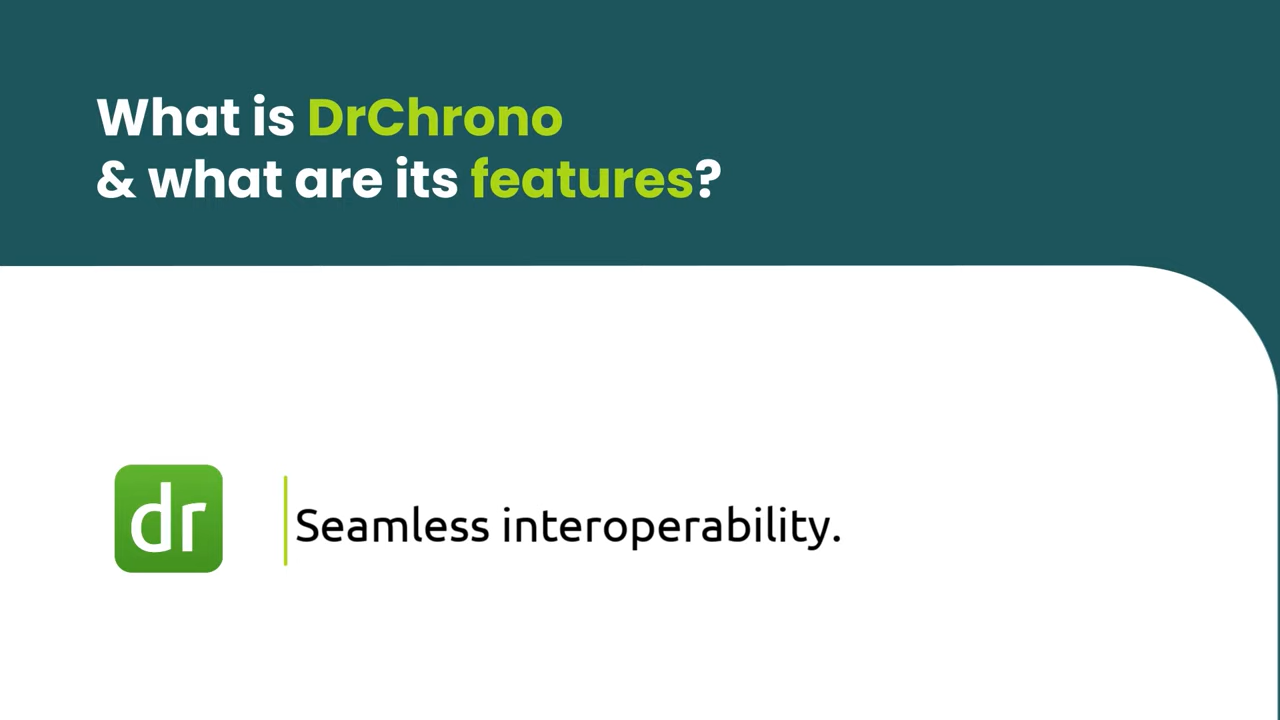 What is DrChrono
& what are its features?
dr
Seamless interoperability.